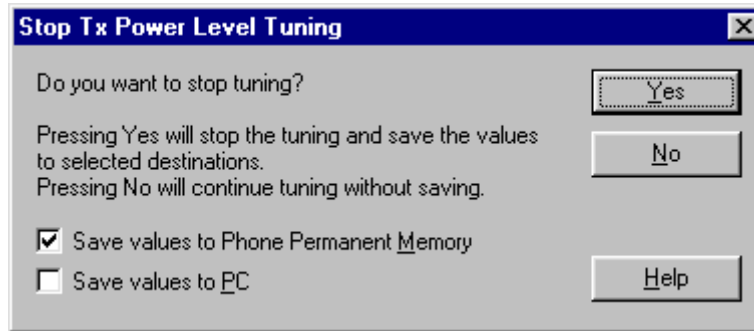 Stop Tx Power Level Tuning
Do you want to stop tuning?
Yes
Pressing Yes will stop the tuning and save the values
to selected destinations.
Pressing No will continue tuning without saving.
No
Save values to Phone Permanent Memory
Save values to PC
Help